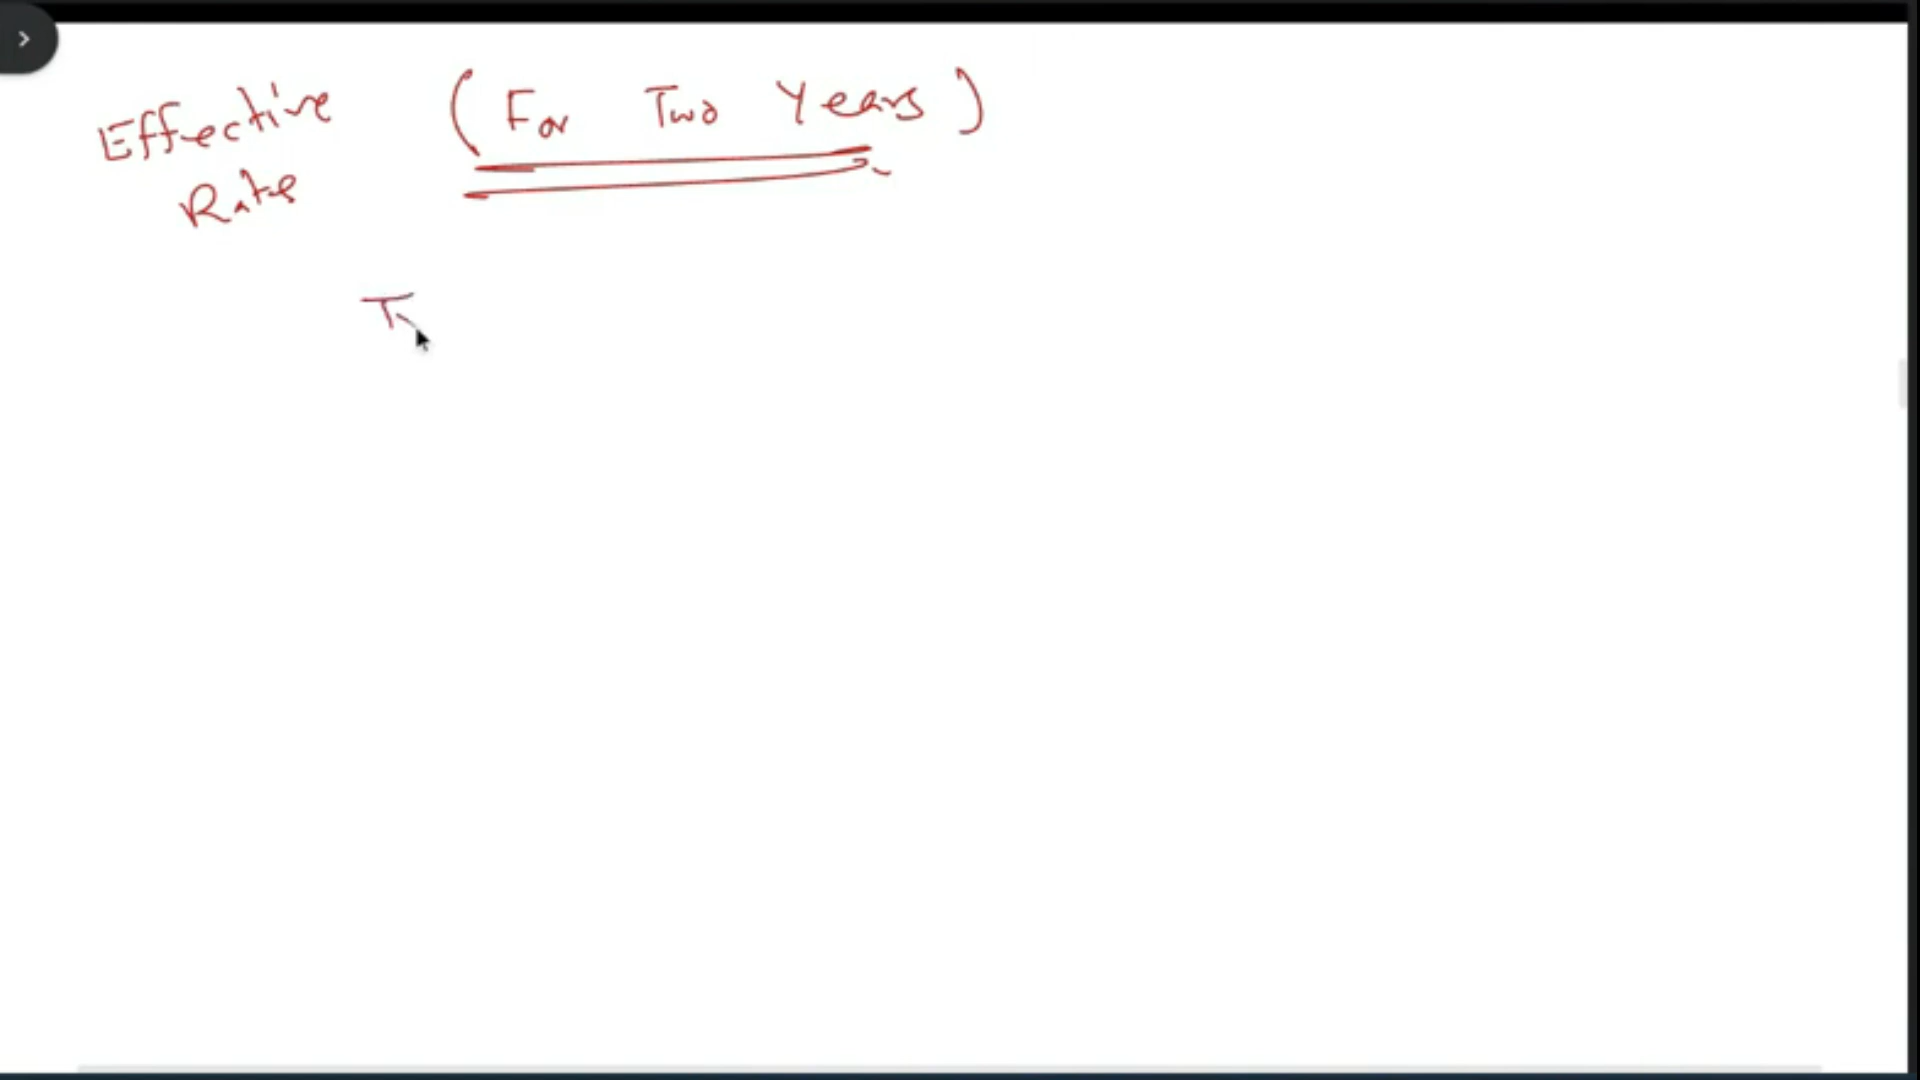 Effective (For Two Years)
Rate
T